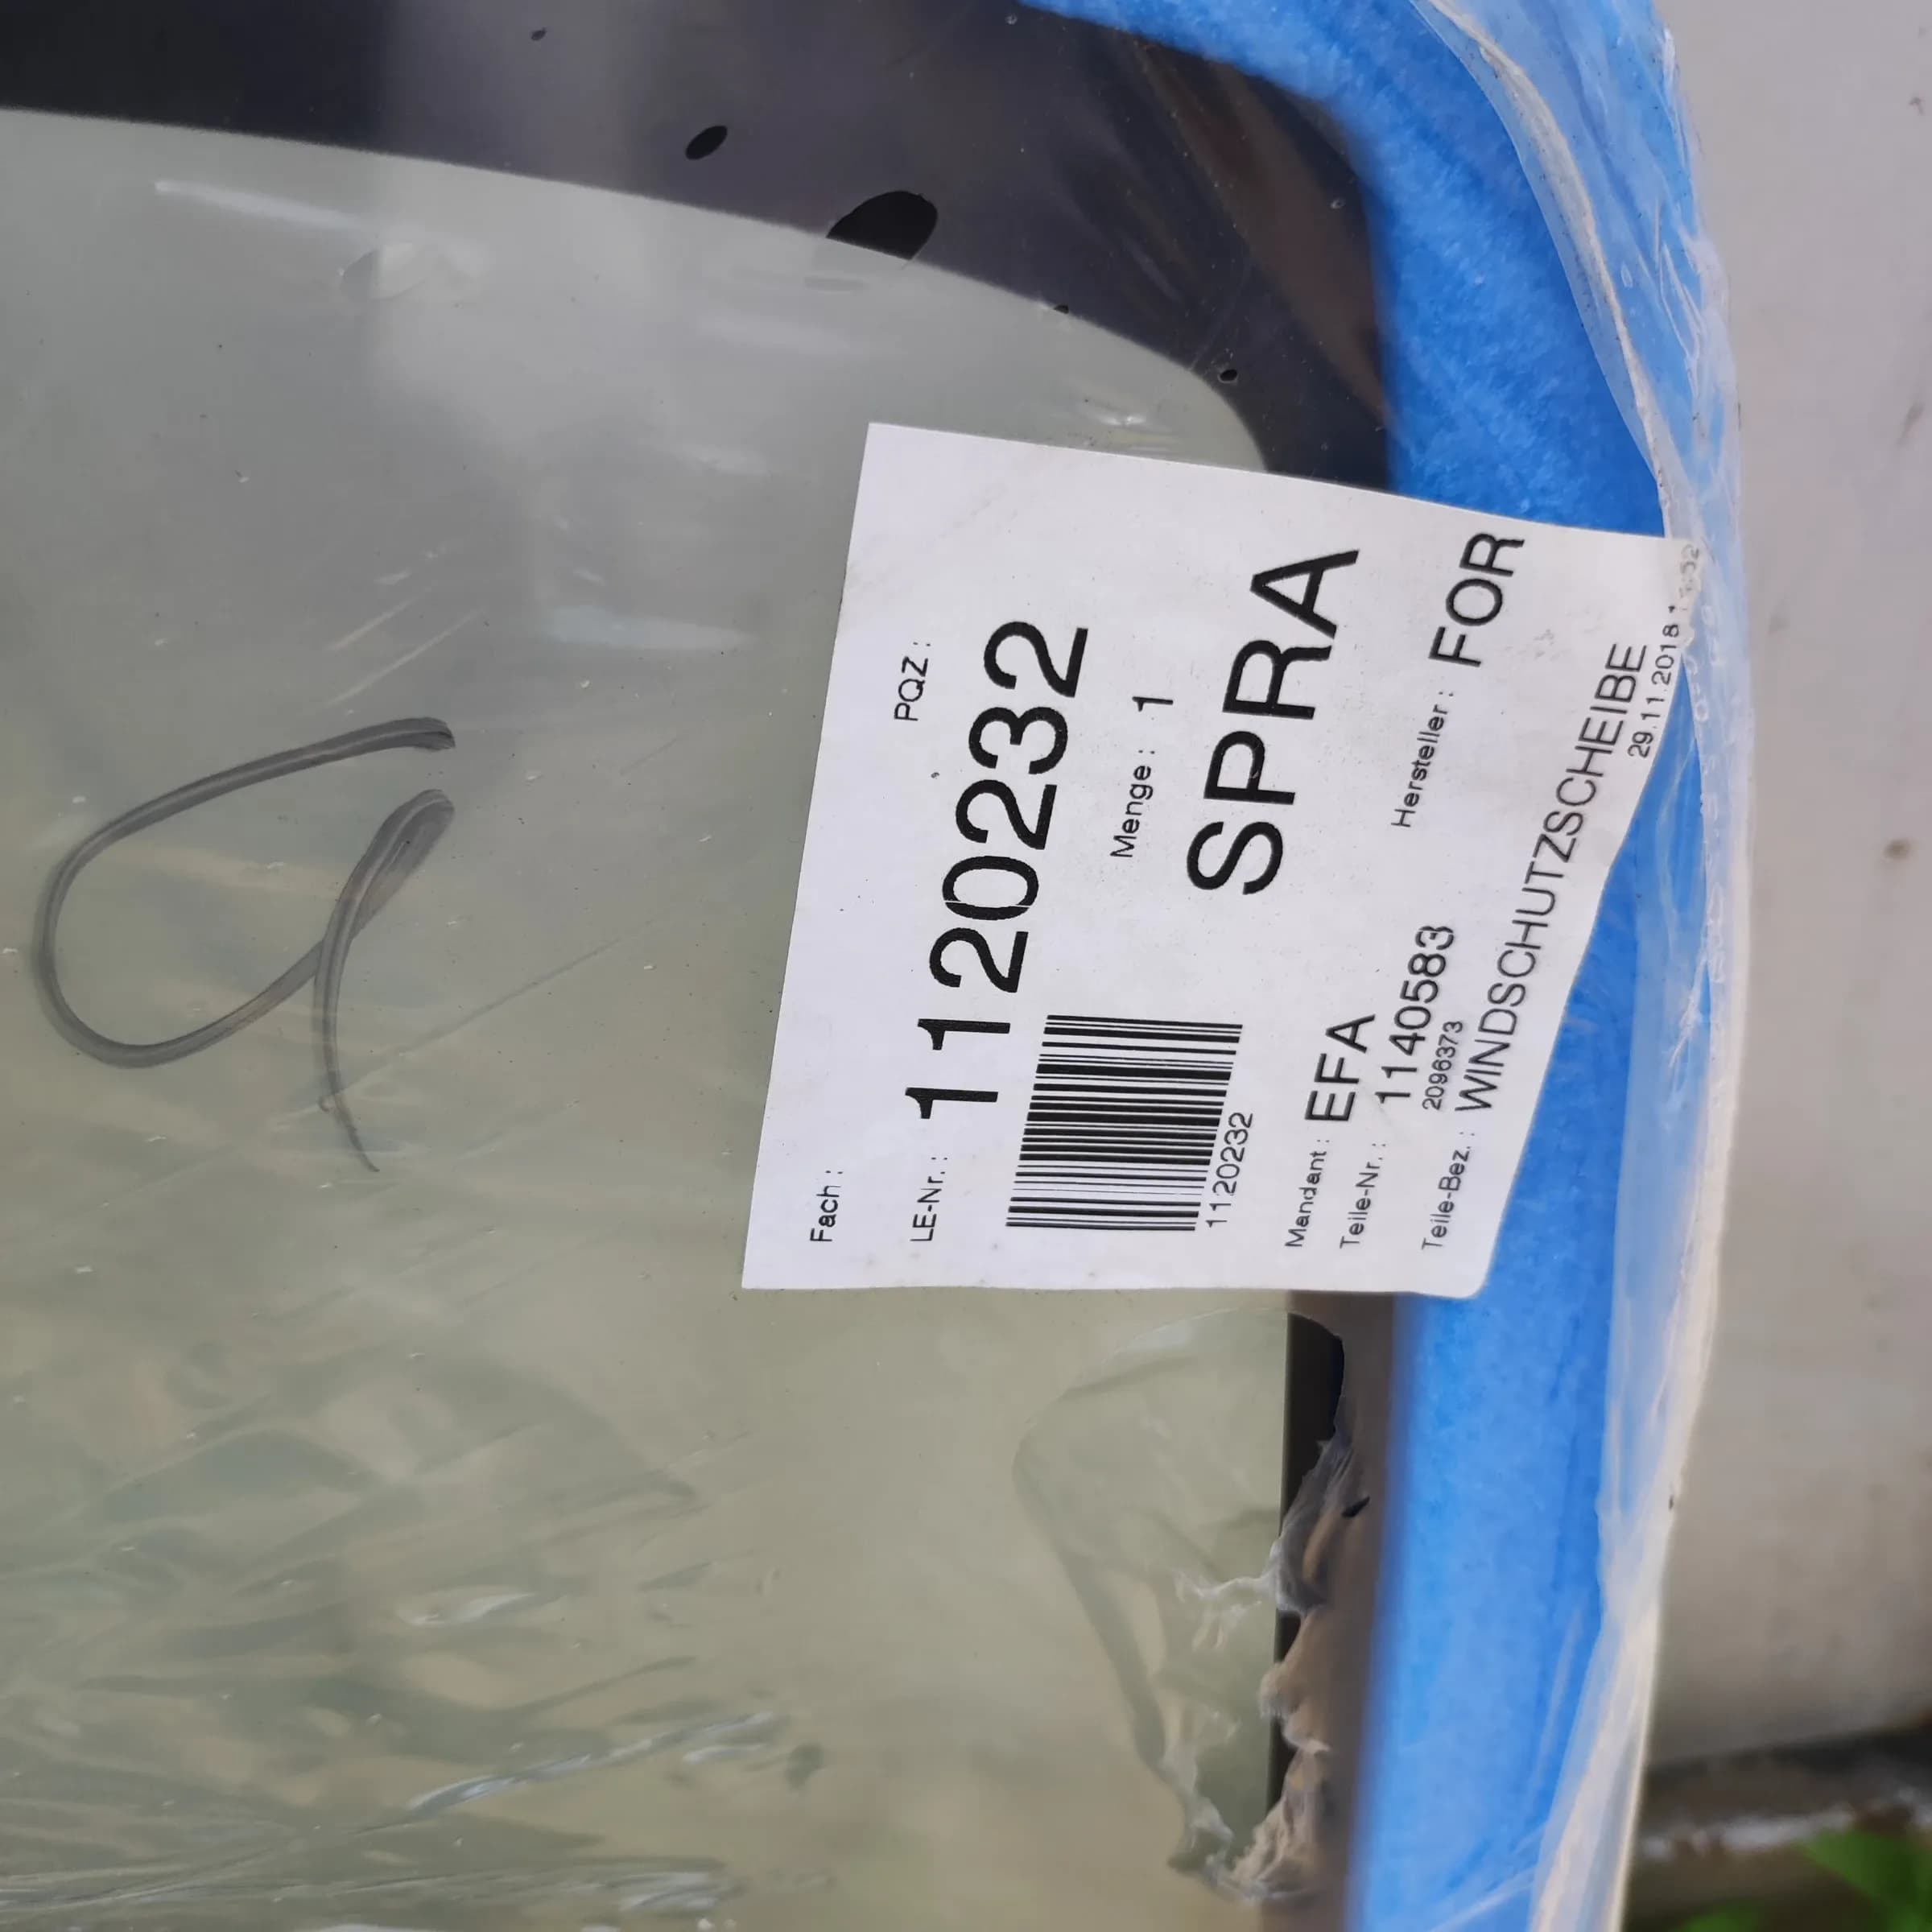 Fach: PQZ:
LE-Nr.: 1120232
Menge: 1
1120232
SPRA
Mandant: EFA Hersteller: FOR
Teile-Nr.: 1140583
2096373
Teile-Bez.: WINDSCHUTZSCHEIBE
29.11.2018
a